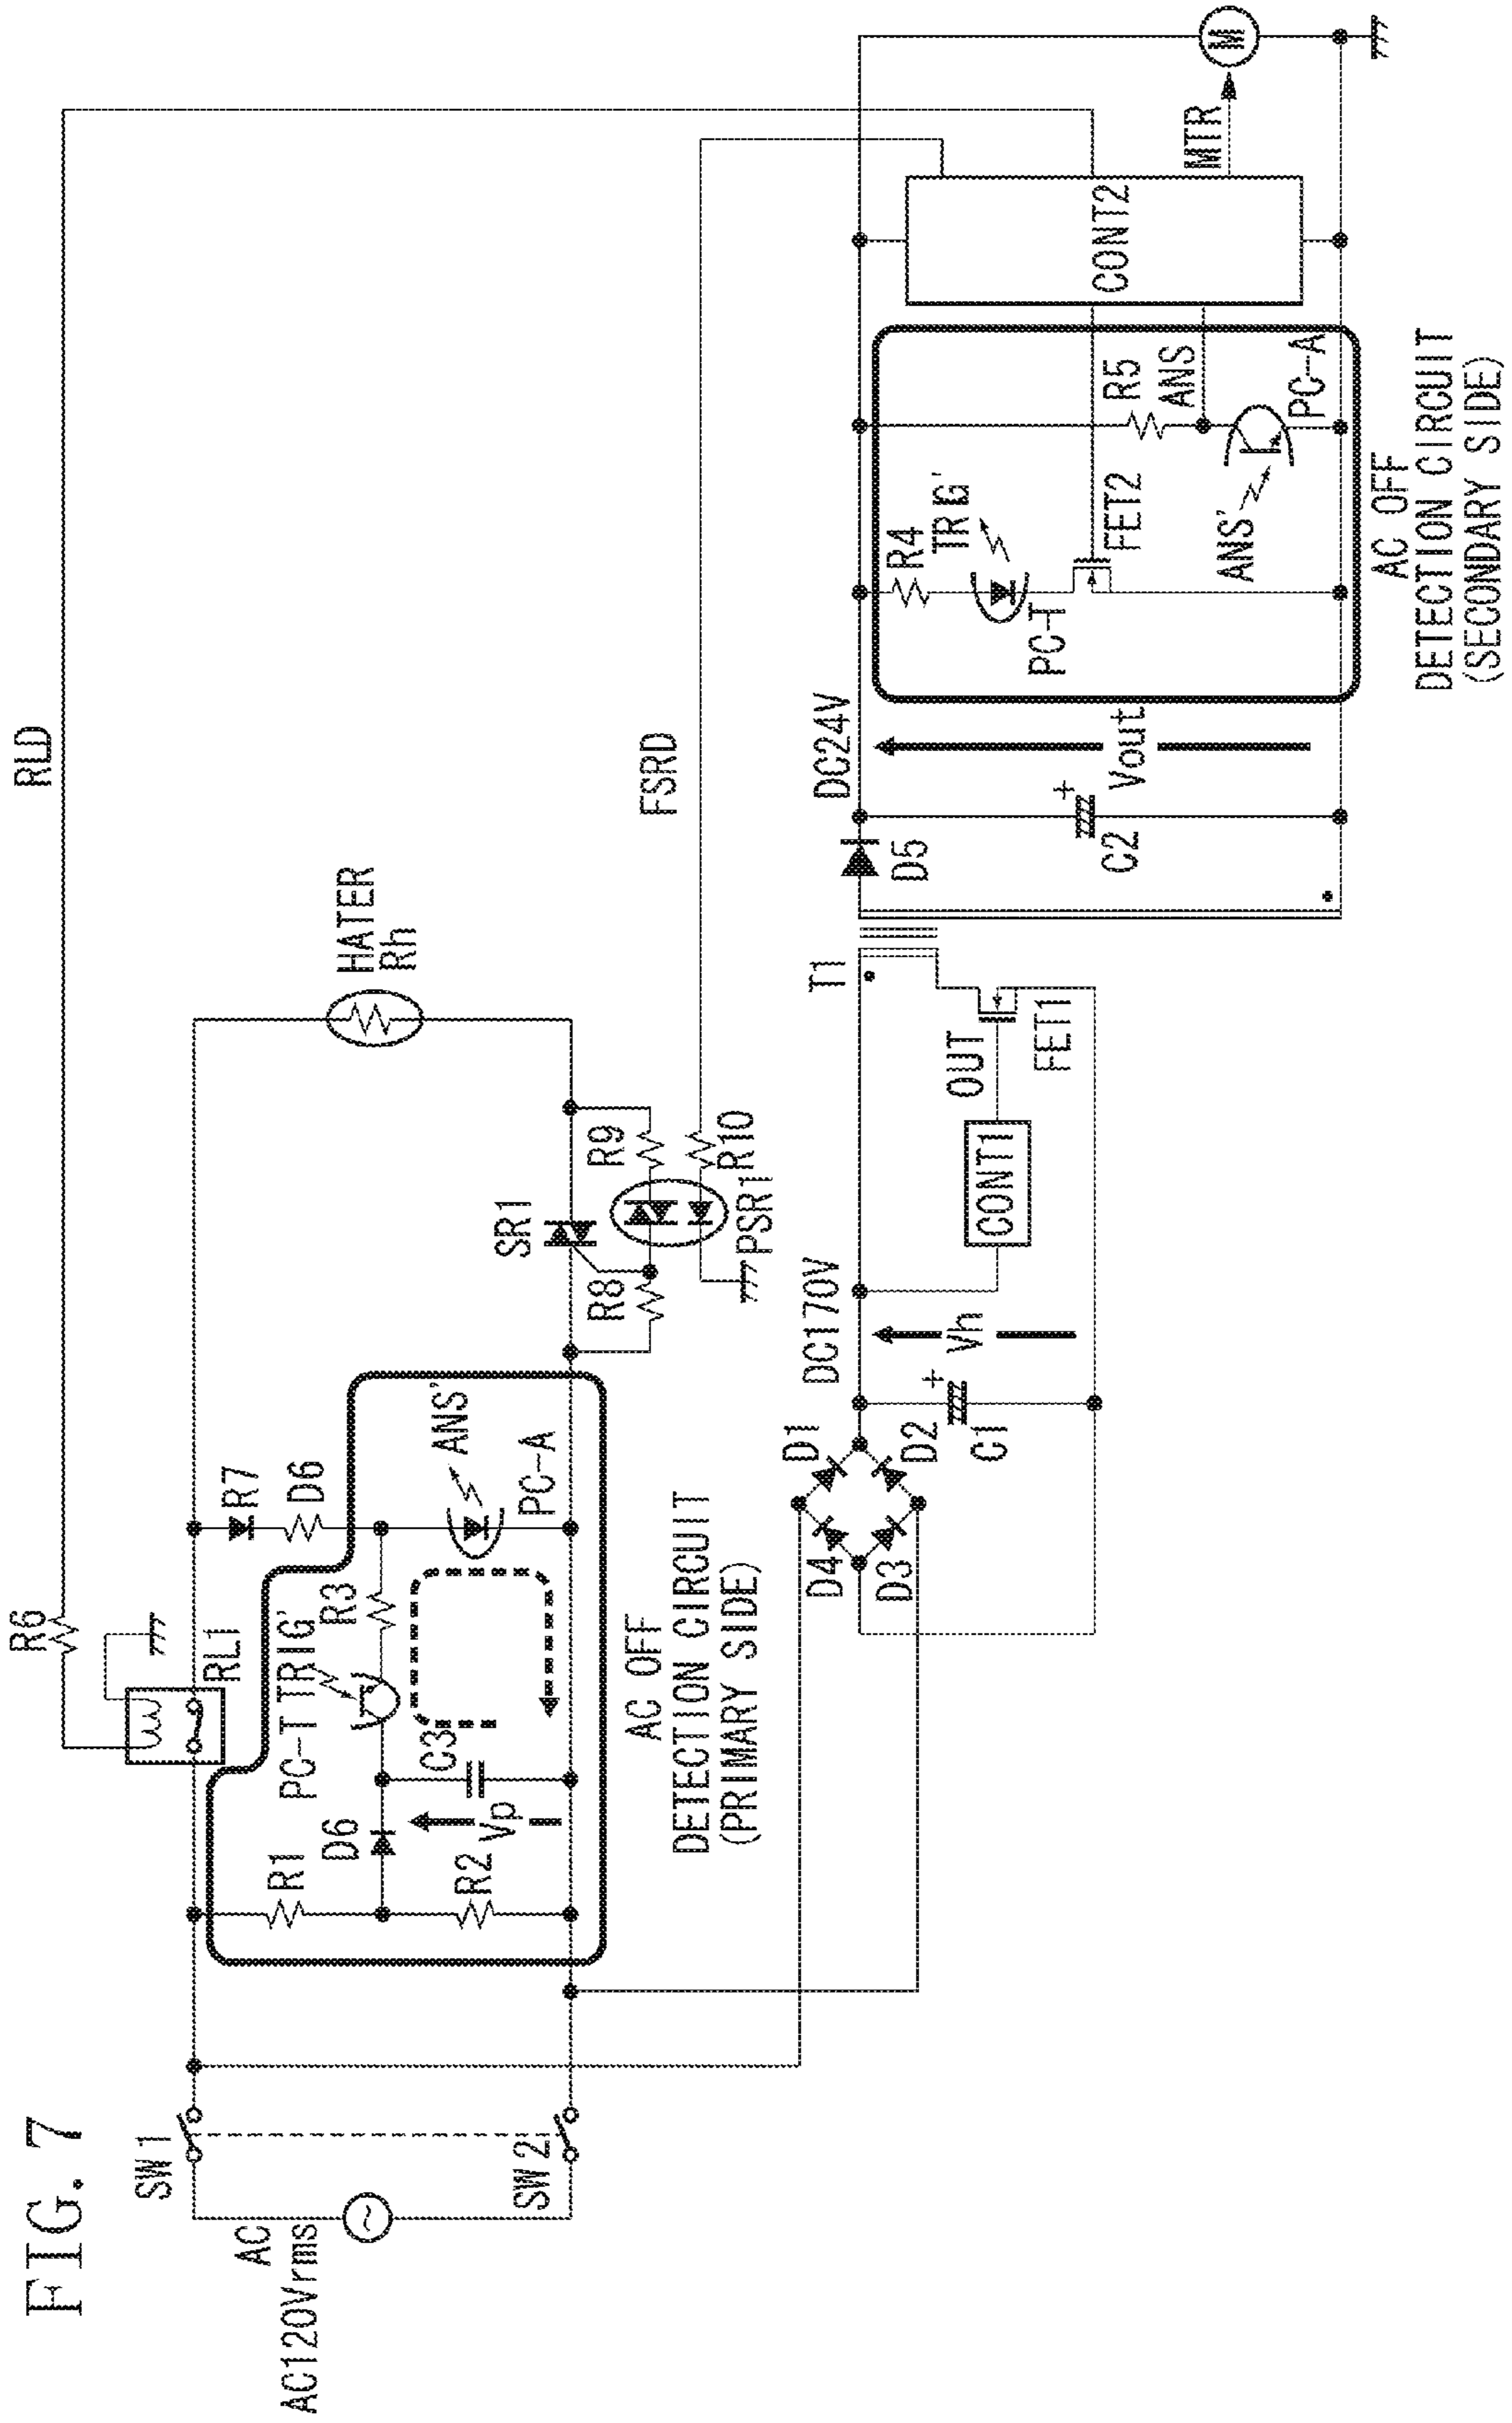 FIG. 7
RLD
R6
RL1
HATER
Rh
R7
D6
SW1
AC
AC120Vrms
SW2
R1
R2
D6
Vp
C3
PC-T
TRIG'
R3
ANS'
PC-A
AC OFF
DETECTION CIRCUIT
(PRIMARY SIDE)
SR1
R8
R9
R10
PSR1
FSRD
D1
D2
D3
D4
C1
+
DC170V
Vh
CONT1
OUT
FET1
T1
D5
C2
+
DC24V
Vout
R4
TRIG'
PC-T
FET2
R5
ANS
ANS'
PC-A
AC OFF
DETECTION CIRCUIT
(SECONDARY SIDE)
CONT2
MTR
M